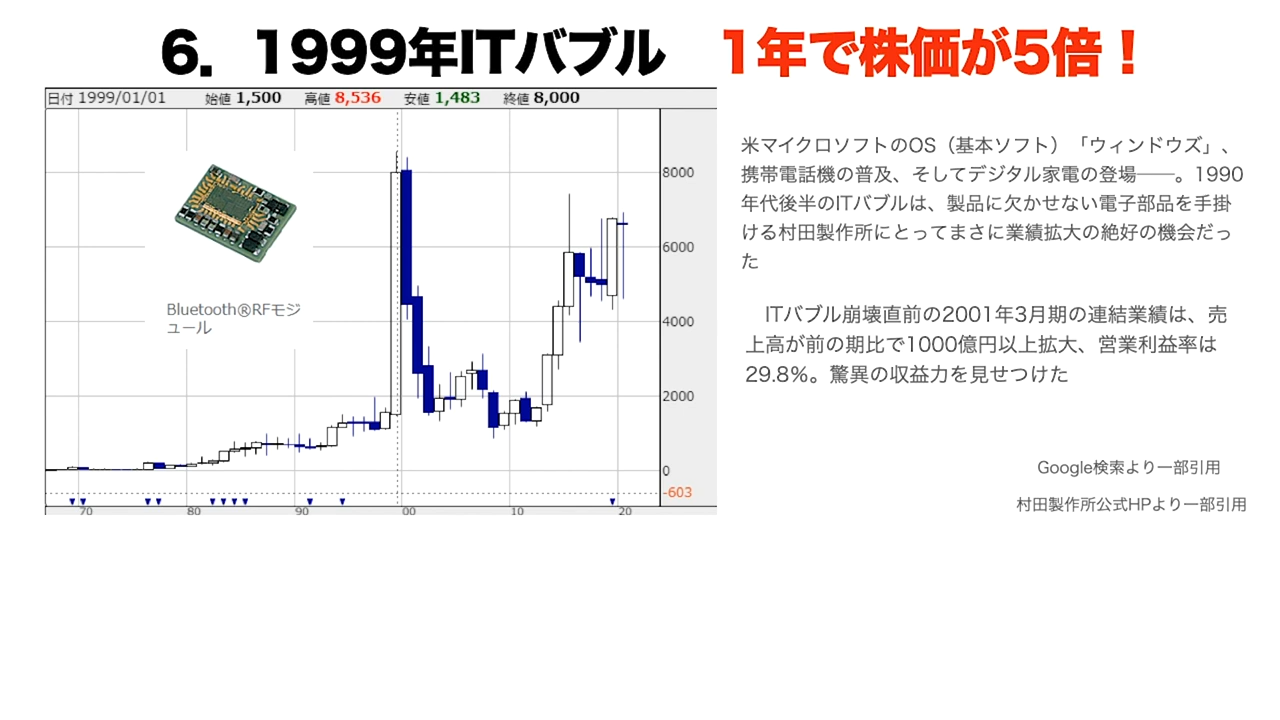 6．1999年ITバブル　1年で株価が5倍！
日付 1999/01/01 始値 1,500 高値 8,536 安値 1,483 終値 8,000
米マイクロソフトのOS（基本ソフト）「ウィンドウズ」、
携帯電話機の普及、そしてデジタル家電の登場――。1990
年代後半のITバブルは、製品に欠かせない電子部品を手掛
ける村田製作所にとってまさに業績拡大の絶好の機会だっ
た
ITバブル崩壊直前の2001年3月期の連結業績は、売
上高が前の期比で1000億円以上拡大、営業利益率は
29.8％。驚異の収益力を見せつけた
Bluetooth®RFモジ
ュール
8000
6000
4000
2000
0
-603
70 80 90 00 10 20
Google検索より一部引用
村田製作所公式HPより一部引用